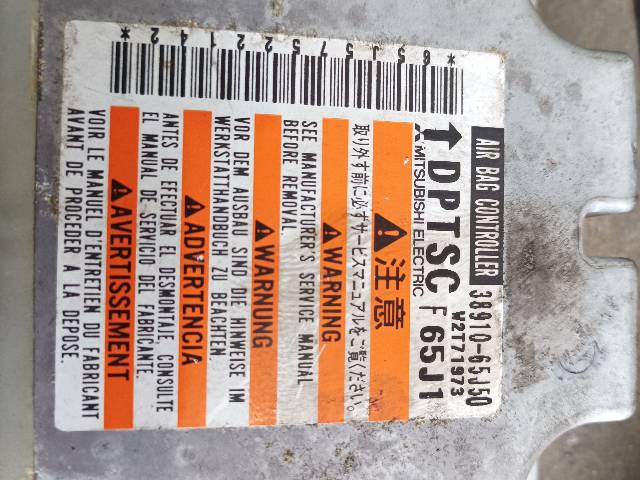 AIR BAG CONTROLLER 38910-65J50
DPTSC F 65J1
MITSUBISHI ELECTRIC W2T71973
注意
取り外す前に必ずサービスマニュアルをご覧ください。
WARNING
SEE MANUFACTURER'S SERVICE MANUAL
BEFORE REMOVAL.
WARNUNG
VOR DEM AUSBAU SIND DIE HINWEISE IM
WERKSTATTHANDBUCH ZU BEACHTEN.
ADVERTENCIA
ANTES DE EFECTUAR EL DESMONTAJE, CONSULTE
EL MANUAL DE SERVICIO DEL FABRICANTE.
AVERTISSEMENT
VOIR LE MANUEL D'ENTRETIEN DU FABRICANT
AVANT DE PROCEDER A LA DEPOSE.